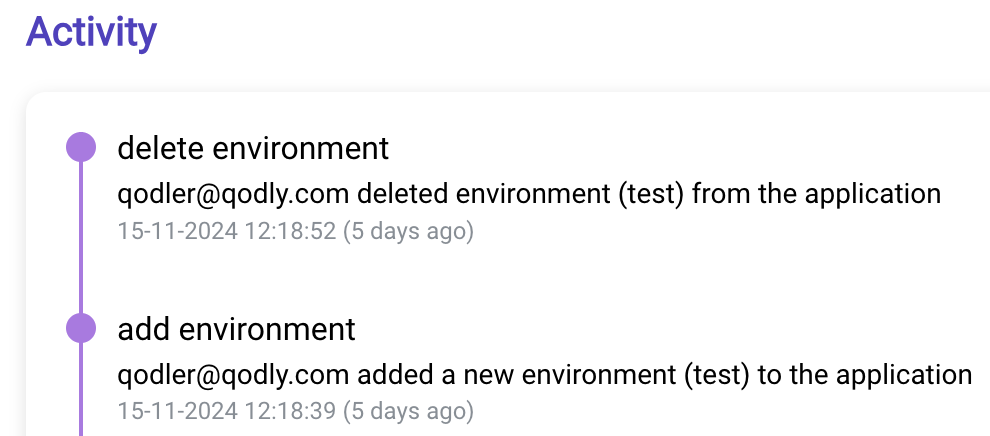 Activity
delete environment
qodler@qodly.com deleted environment (test) from the application
15-11-2024 12:18:52 (5 days ago)
add environment
qodler@qodly.com added a new environment (test) to the application
15-11-2024 12:18:39 (5 days ago)